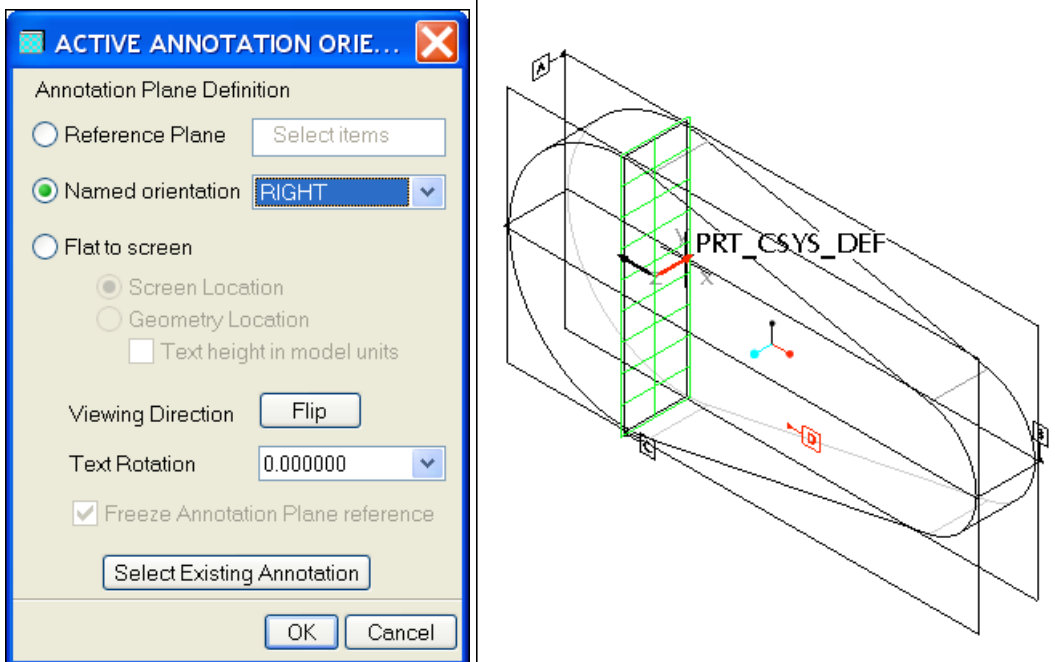 ACTIVE ANNOTATION ORIE...
Annotation Plane Definition
Reference Plane Select items
Named orientation RIGHT
Flat to screen
Screen Location
Geometry Location
Text height in model units
Viewing Direction Flip
Text Rotation 0.000000
Freeze Annotation Plane reference
Select Existing Annotation
OK Cancel
A
Y PRT_CSYS_DEF
Z X
D
B
C